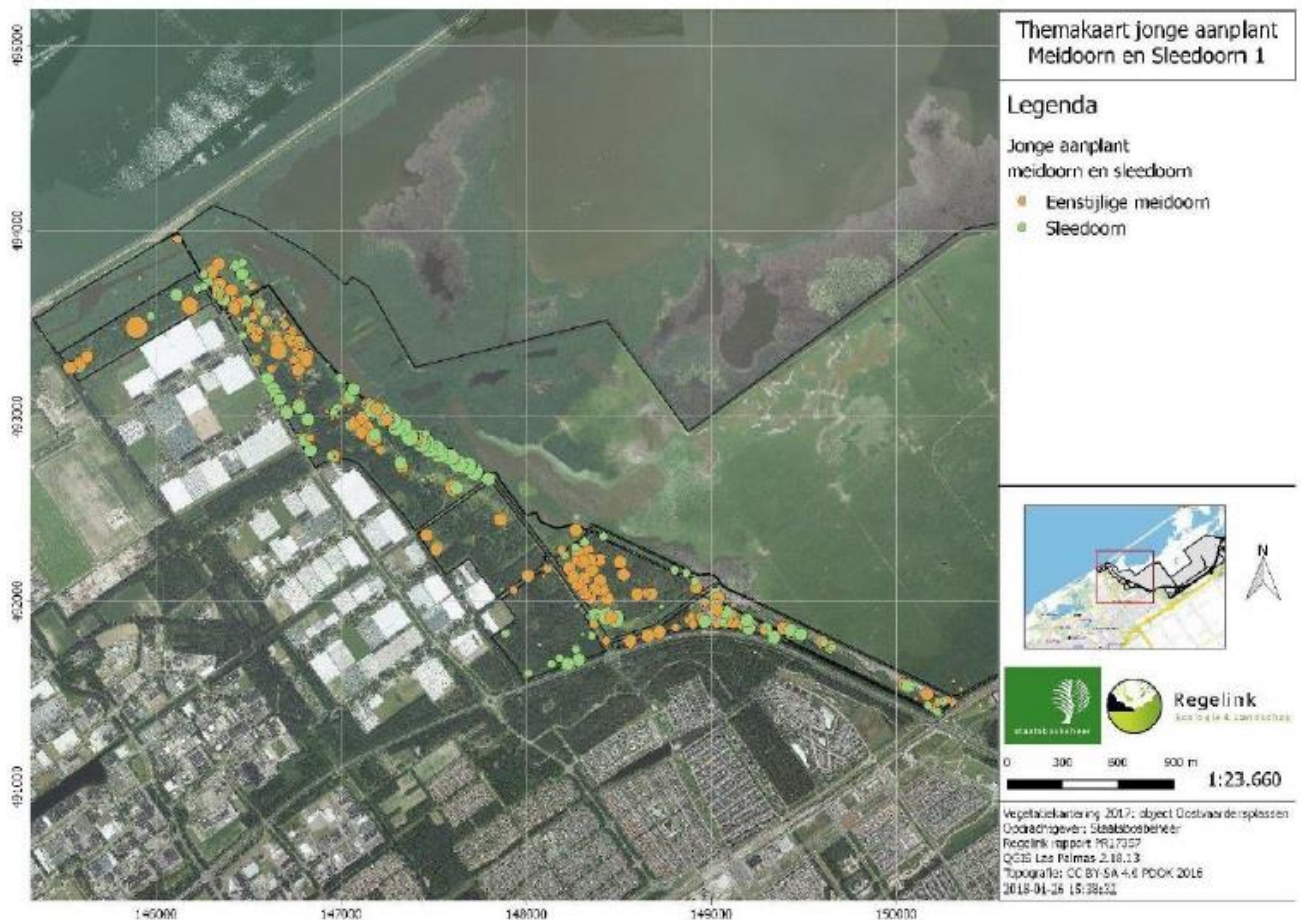 Themakaart jonge aanplant
Meidoorn en Sleedoorn 1
Legenda
Jonge aanplant
meidoorn en sleedoorn
Eenstijlige meidoorn
Sleedoorn
N
staatsbosbeheer
Regelink
Ecologie & Landschap
0 300 600 900 m
1:23.660
Vegetatiekartering 2017: object Oostvaardersplassen
Opdrachtgever: Staatsbosbeheer
Regelink rapport PR17357
QGIS Las Palmas 2.18.13
Topografie: CC BY-SA 4.0 PDOK 2016
2018-01-26
495000
494000
493000
492000
491000
146000 147000 148000 149000 150000